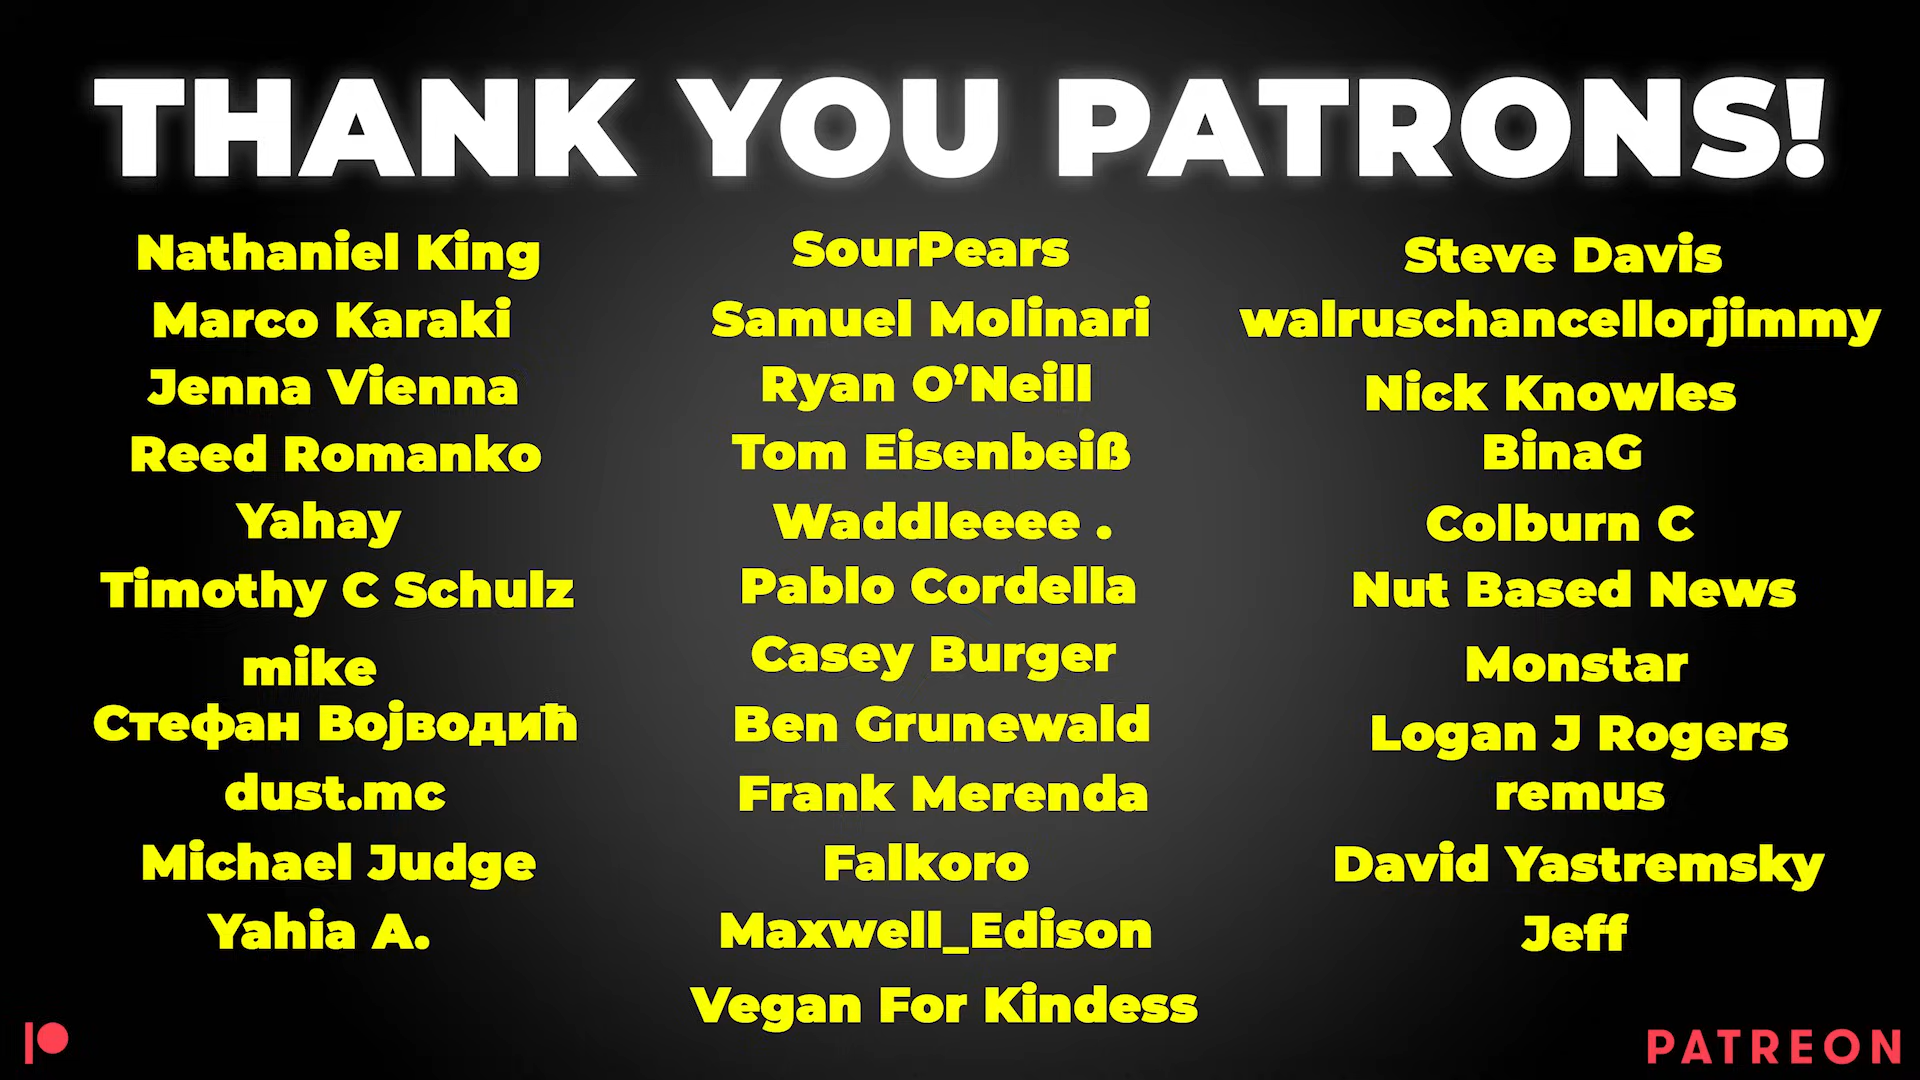 THANK YOU PATRONS!
Nathaniel King
Marco Karaki
Jenna Vienna
Reed Romanko
Yahay
Timothy C Schulz
mike
Стефан Војводић
dust.mc
Michael Judge
Yahia A.
SourPears
Samuel Molinari
Ryan O’Neill
Tom Eisenbeiß
Waddleeee .
Pablo Cordella
Casey Burger
Ben Grunewald
Frank Merenda
Falkoro
Maxwell_Edison
Vegan For Kindess
Steve Davis
walruschancellorjimmy
Nick Knowles
BinaG
Colburn C
Nut Based News
Monstar
Logan J Rogers
remus
David Yastremsky
Jeff
PATREON